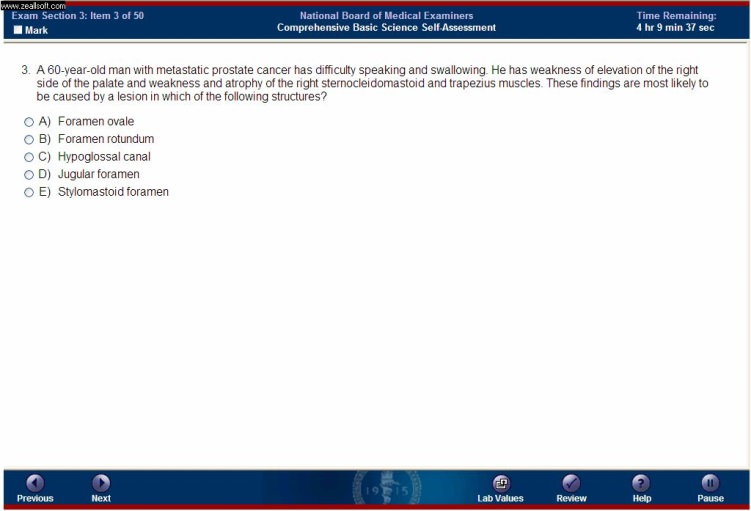 www.zeallsoft.com
Exam Section 3: Item 3 of 50
National Board of Medical Examiners
Time Remaining:
Mark
Comprehensive Basic Science Self-Assessment
4 hr 9 min 37 sec
3. A 60-year-old man with metastatic prostate cancer has difficulty speaking and swallowing. He has weakness of elevation of the right
side of the palate and weakness and atrophy of the right sternocleidomastoid and trapezius muscles. These findings are most likely to
be caused by a lesion in which of the following structures?
A) Foramen ovale
B) Foramen rotundum
C) Hypoglossal canal
D) Jugular foramen
E) Stylomastoid foramen
1915
Previous
Next
Lab Values
Review
Help
Pause